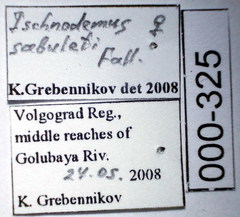 Ischnodemus ♀
sabuleti
Fall.
K.Grebennikov det 2008
Volgograd Reg.,
middle reaches of
Golubaya Riv.
24.05. 2008
K. Grebennikov
000-325